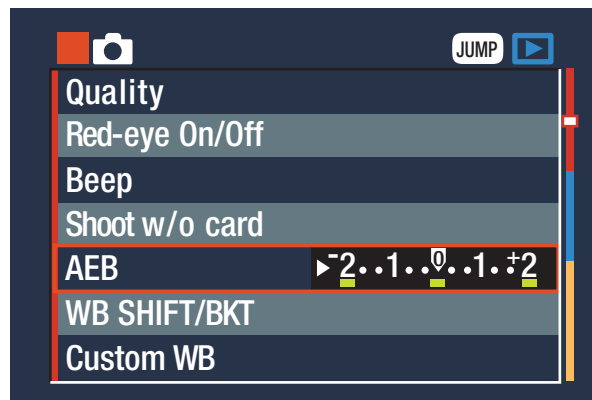 JUMP
Quality
Red-eye On/Off
Beep
Shoot w/o card
AEB -2..1..0..1..+2
WB SHIFT/BKT
Custom WB